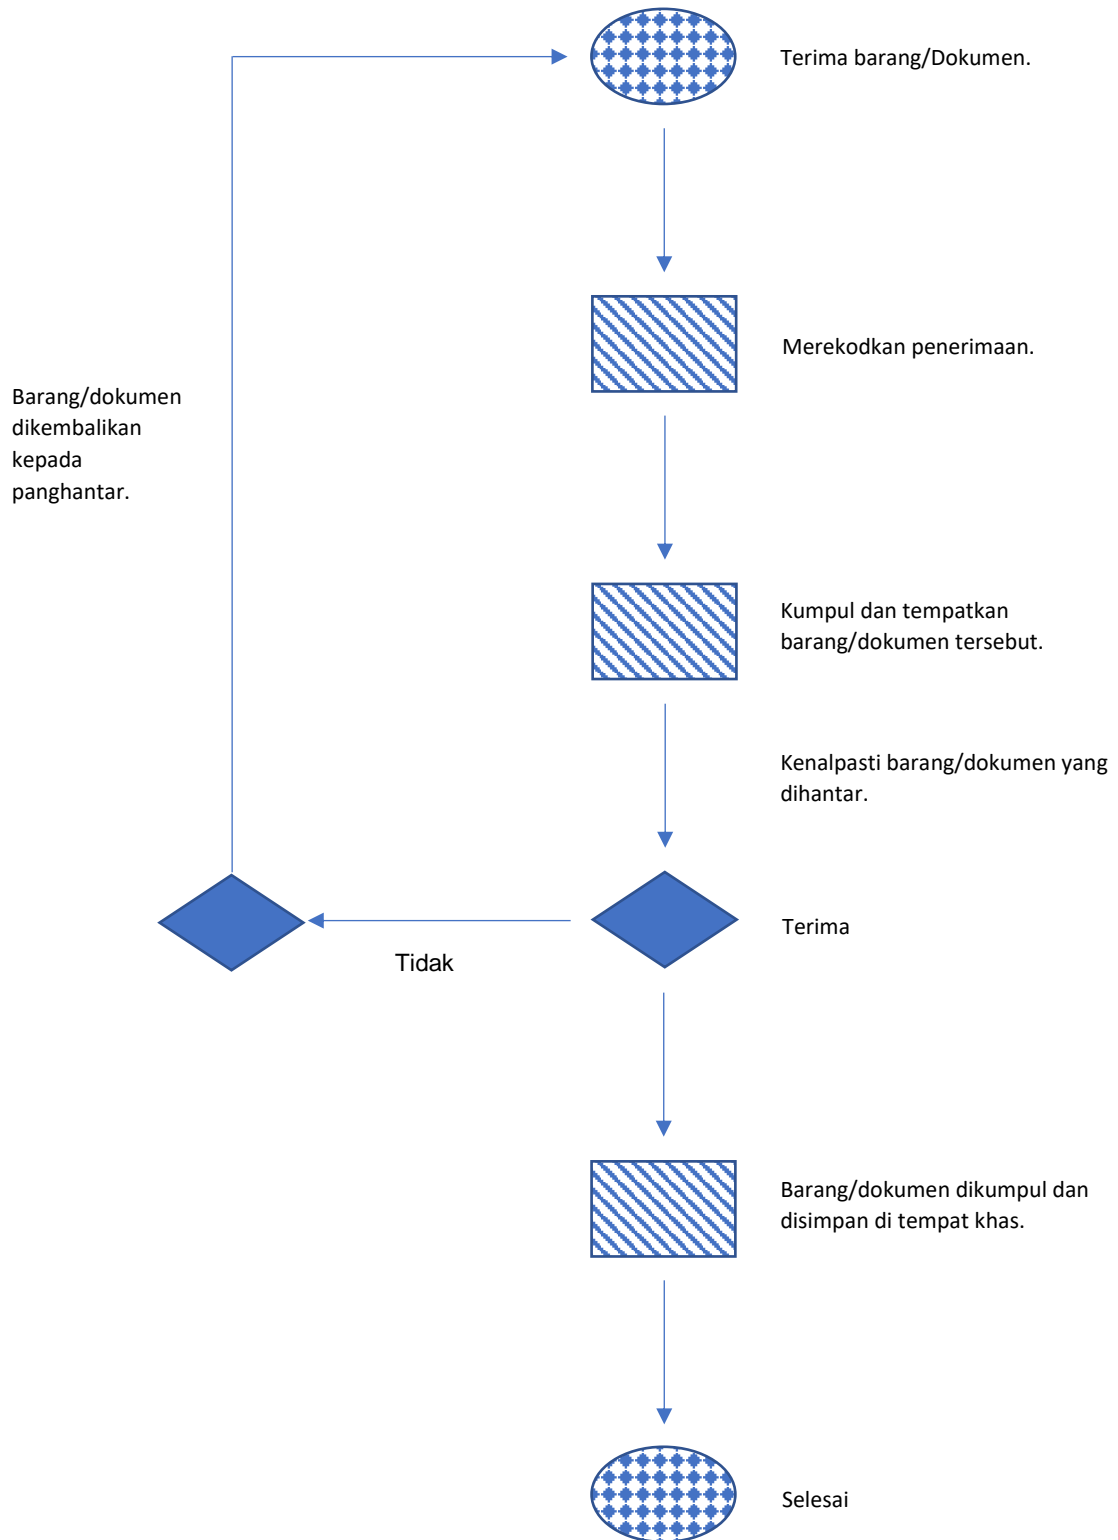 Terima barang/Dokumen.
Merekodkan penerimaan.
Barang/dokumen
dikembalikan
kepada
panghantar.
Kumpul dan tempatkan
barang/dokumen tersebut.
Kenalpasti barang/dokumen yang
dihantar.
Terima
Tidak
Barang/dokumen dikumpul dan
disimpan di tempat khas.
Selesai